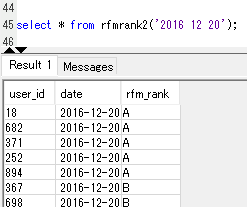 44
45 select * from rfmrank2('2016 12 20');
46
Result 1 Messages
user_id date rfm_rank
18 2016-12-20 A
682 2016-12-20 A
371 2016-12-20 A
252 2016-12-20 A
894 2016-12-20 A
367 2016-12-20 B
698 2016-12-20 B